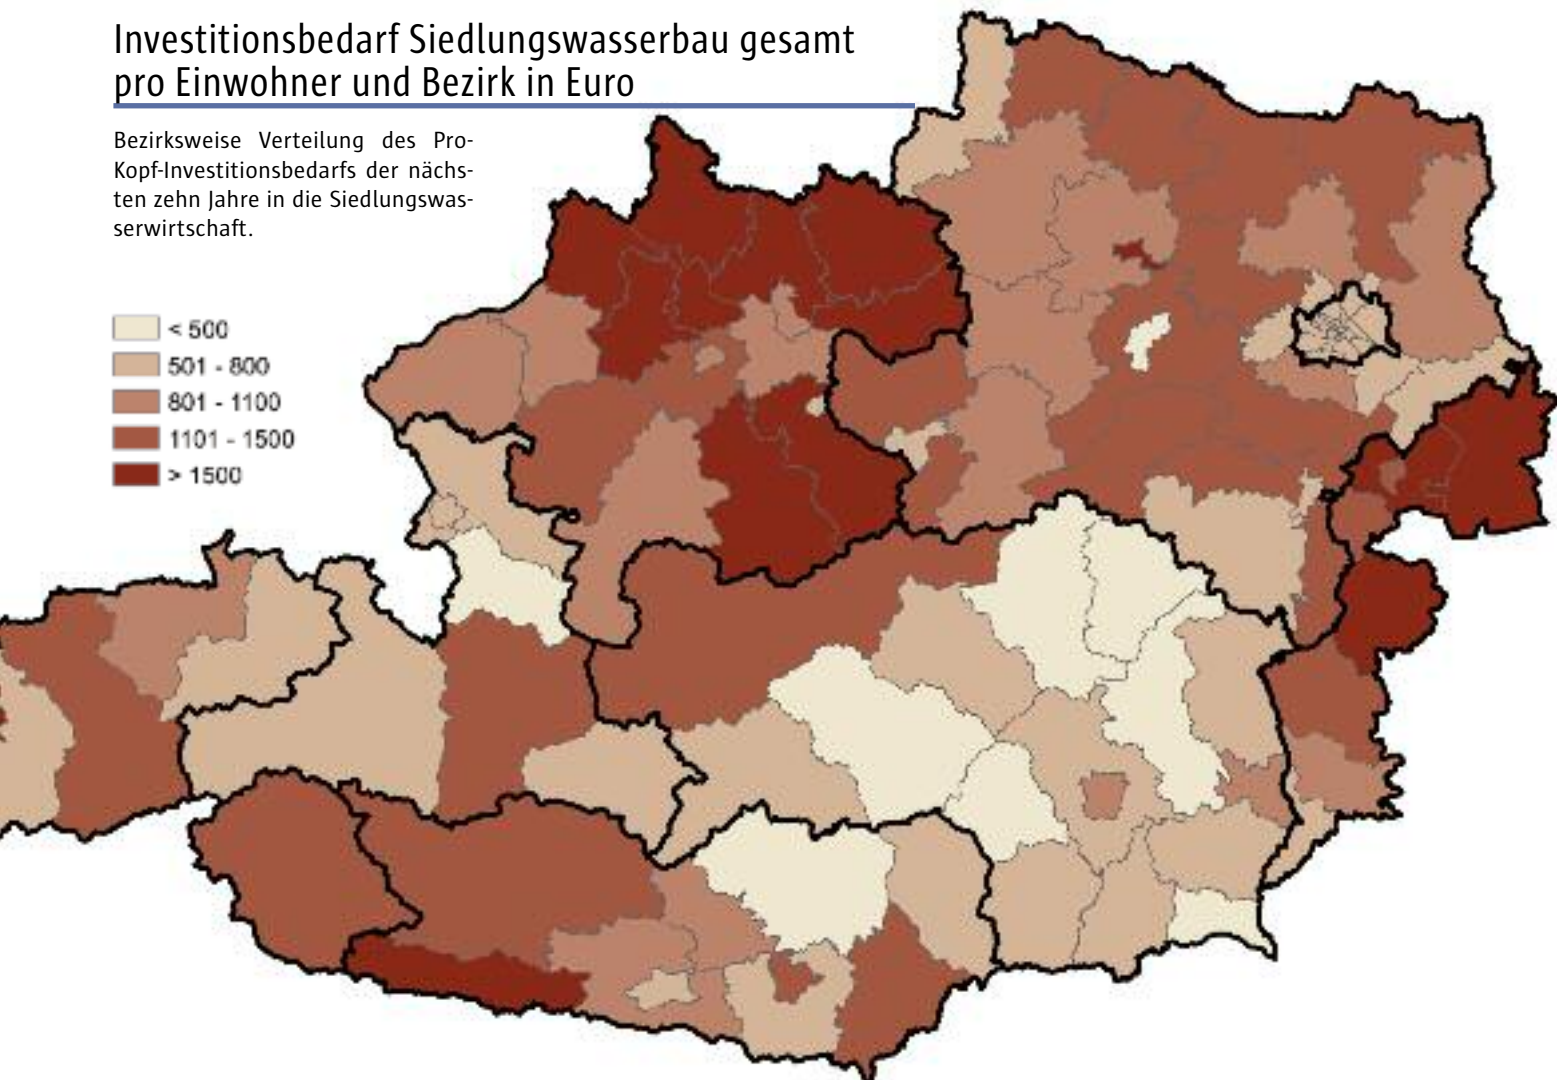 Investitionsbedarf Siedlungswasserbau gesamt
pro Einwohner und Bezirk in Euro
Bezirksweise Verteilung des Pro-
Kopf-Investitionsbedarfs der nächs-
ten zehn Jahre in die Siedlungswas-
serwirtschaft.
< 500
501 - 800
801 - 1100
1101 - 1500
> 1500